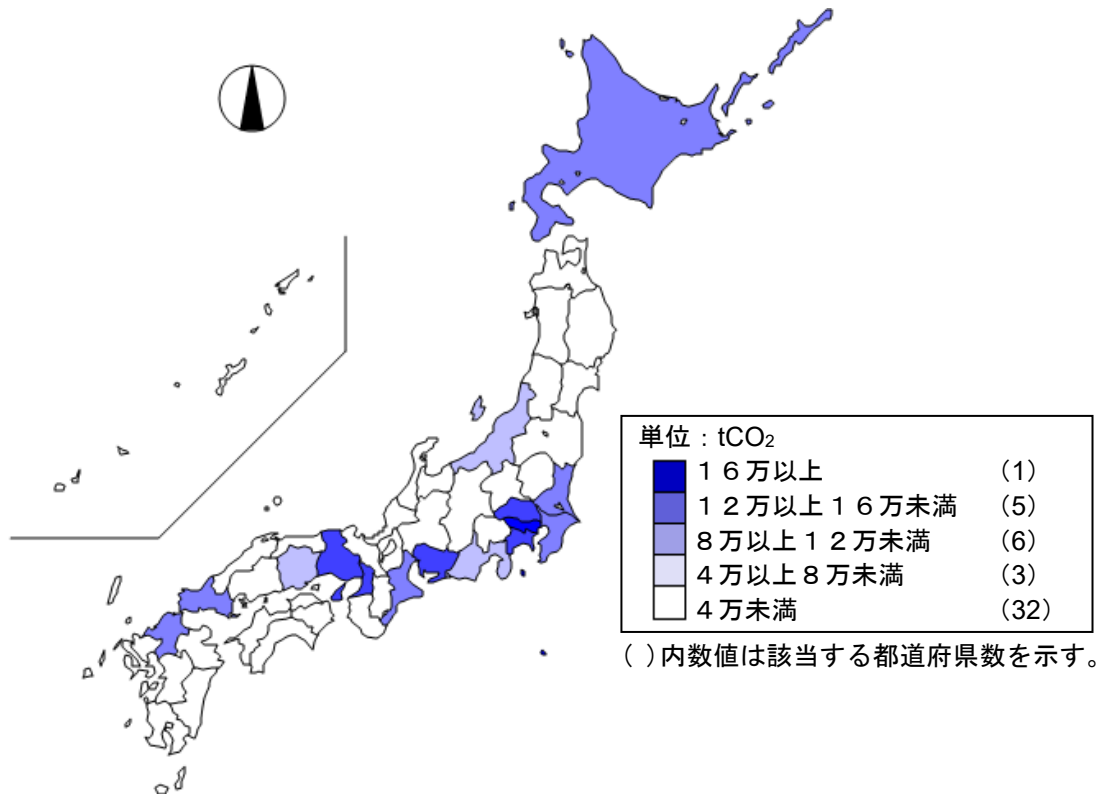 単位：tCO₂
１６万以上 (1)
１２万以上１６万未満 (5)
８万以上１２万未満 (6)
４万以上８万未満 (3)
４万未満 (32)
( )内数値は該当する都道府県数を示す。